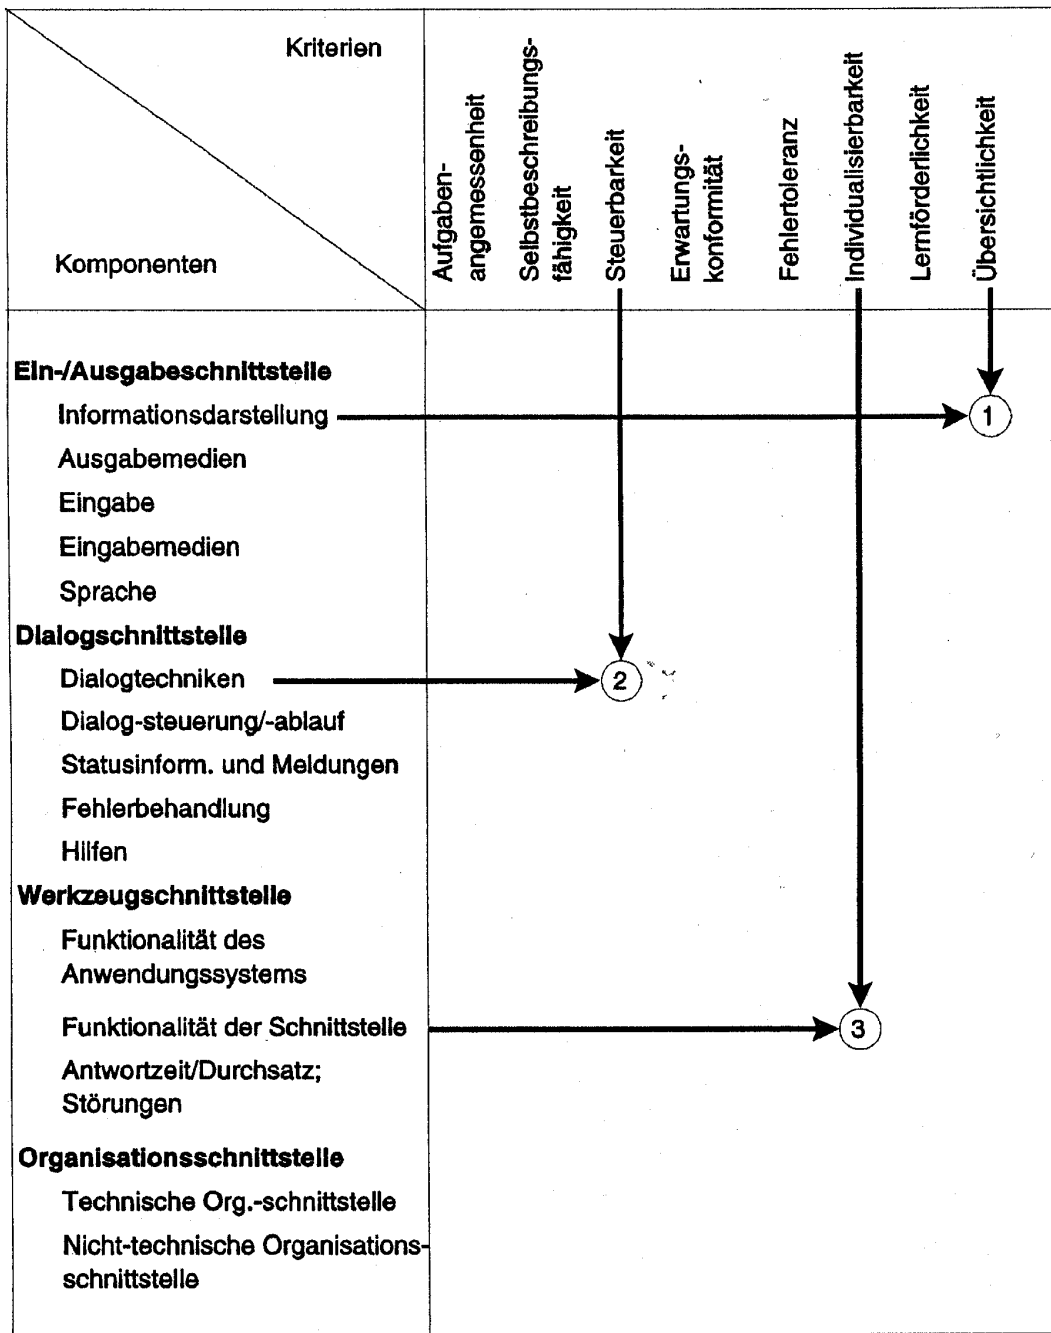 Kriterien
Komponenten
Aufgaben-
angemessenheit
Selbstbeschreibungs-
fähigkeit
Steuerbarkeit
Erwartungs-
konformität
Fehlertoleranz
Individualisierbarkeit
Lernförderlichkeit
Übersichtlichkeit
Ein-/Ausgabeschnittstelle
Informationsdarstellung
1
Ausgabemedien
Eingabe
Eingabemedien
Sprache
Dialogschnittstelle
Dialogtechniken
2
Dialog-steuerung/-ablauf
Statusinform. und Meldungen
Fehlerbehandlung
Hilfen
Werkzeugschnittstelle
Funktionalität des
Anwendungssystems
Funktionalität der Schnittstelle
3
Antwortzeit/Durchsatz;
Störungen
Organisationsschnittstelle
Technische Org.-schnittstelle
Nicht-technische Organisations-
schnittstelle